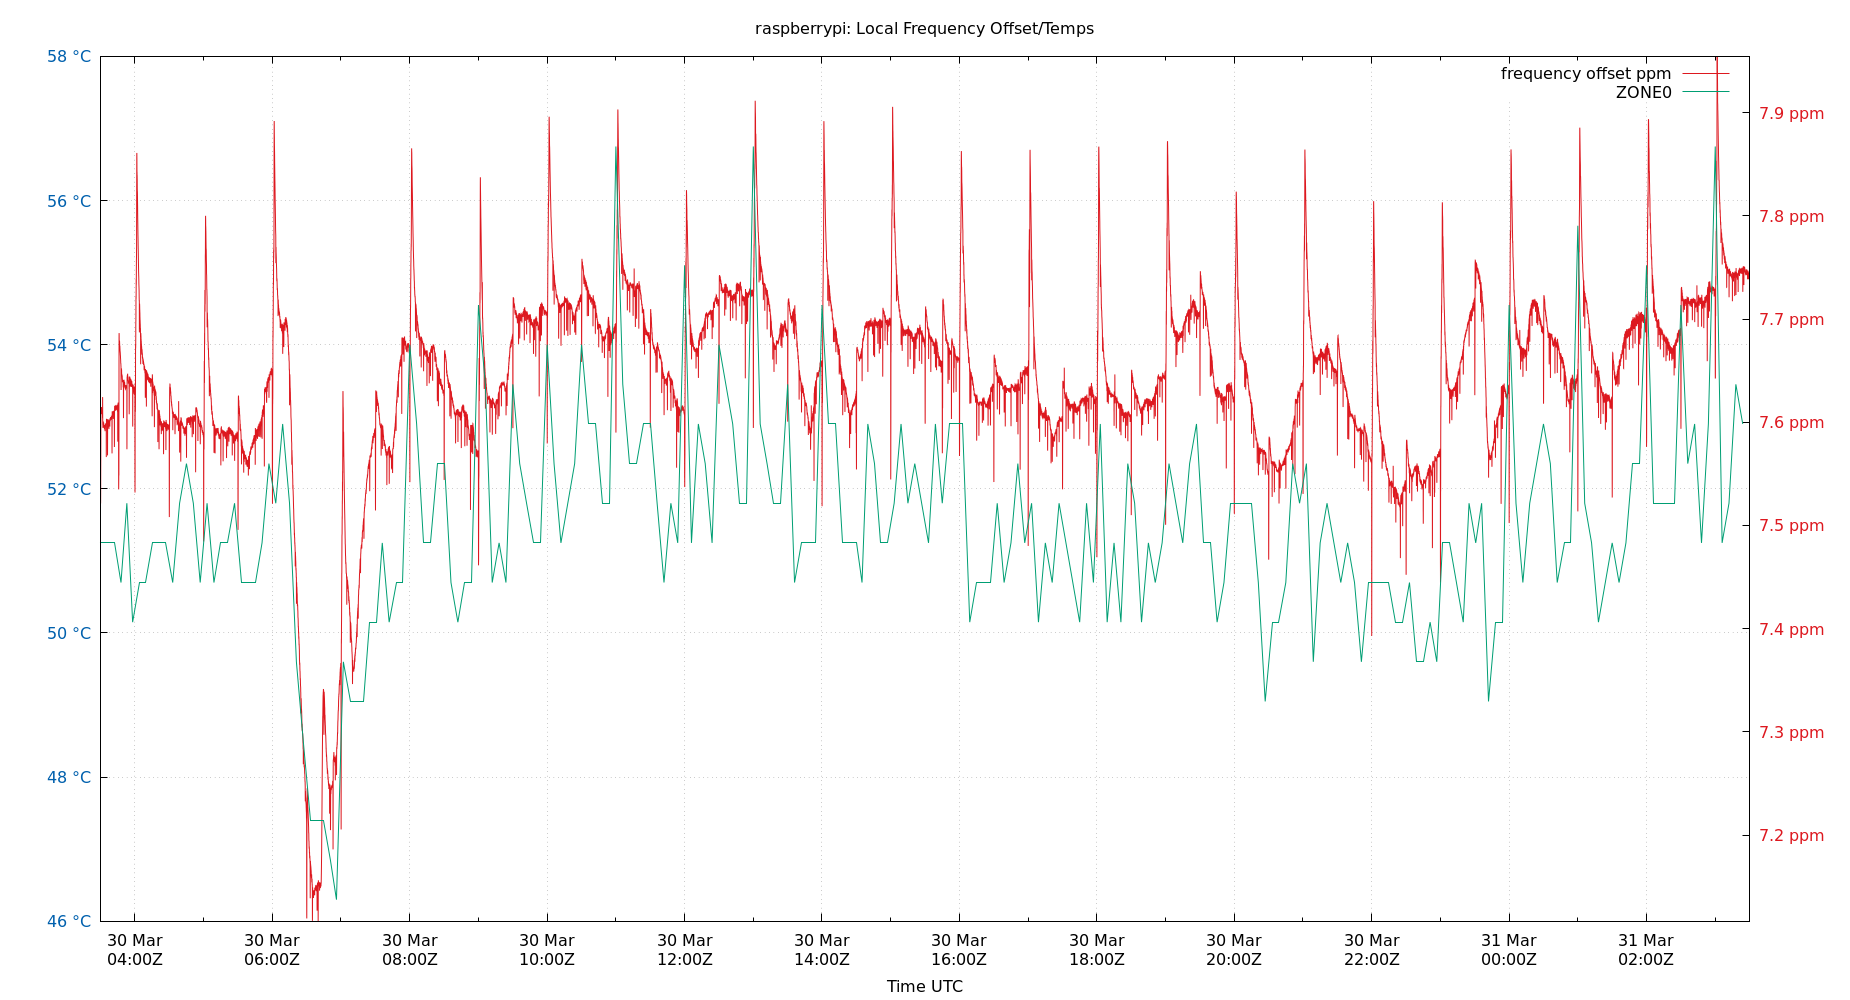 raspberrypi: Local Frequency Offset/Temps
58 °C
56 °C
54 °C
52 °C
50 °C
48 °C
46 °C
frequency offset ppm
ZONE0
7.9 ppm
7.8 ppm
7.7 ppm
7.6 ppm
7.5 ppm
7.4 ppm
7.3 ppm
7.2 ppm
30 Mar
04:00Z
30 Mar
06:00Z
30 Mar
08:00Z
30 Mar
10:00Z
30 Mar
12:00Z
30 Mar
14:00Z
30 Mar
16:00Z
30 Mar
18:00Z
30 Mar
20:00Z
30 Mar
22:00Z
31 Mar
00:00Z
31 Mar
02:00Z
Time UTC